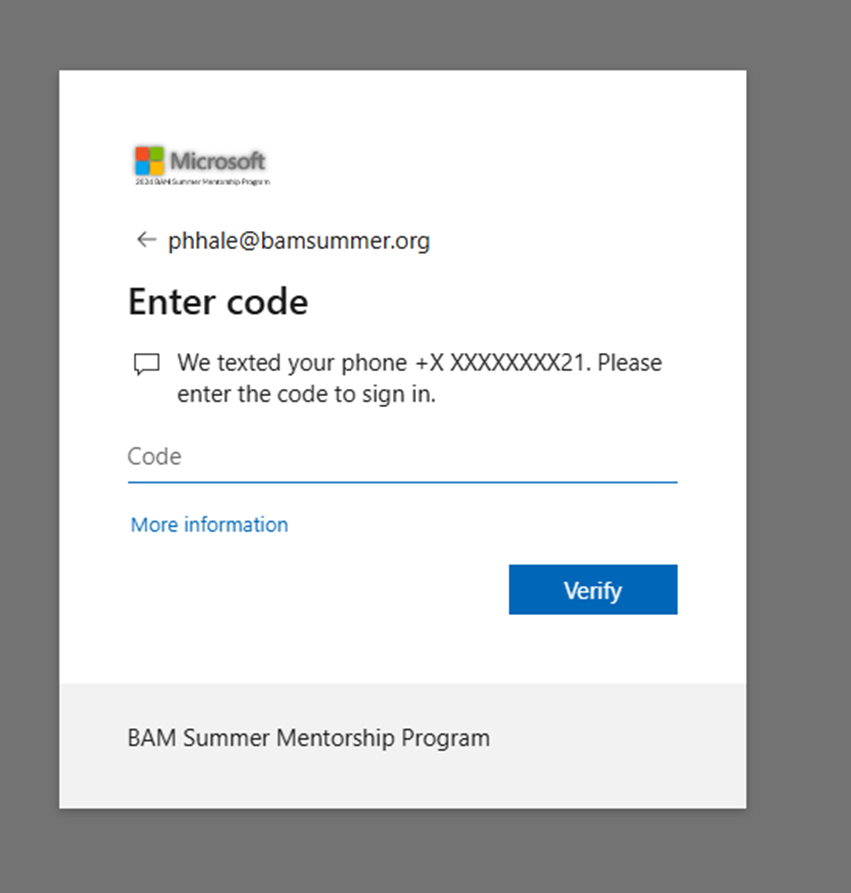 Microsoft
2024 BAM Summer Mentorship Program
phhale@bamsummer.org
Enter code
We texted your phone +X XXXXXXXX21. Please
enter the code to sign in.
Code
More information
Verify
BAM Summer Mentorship Program